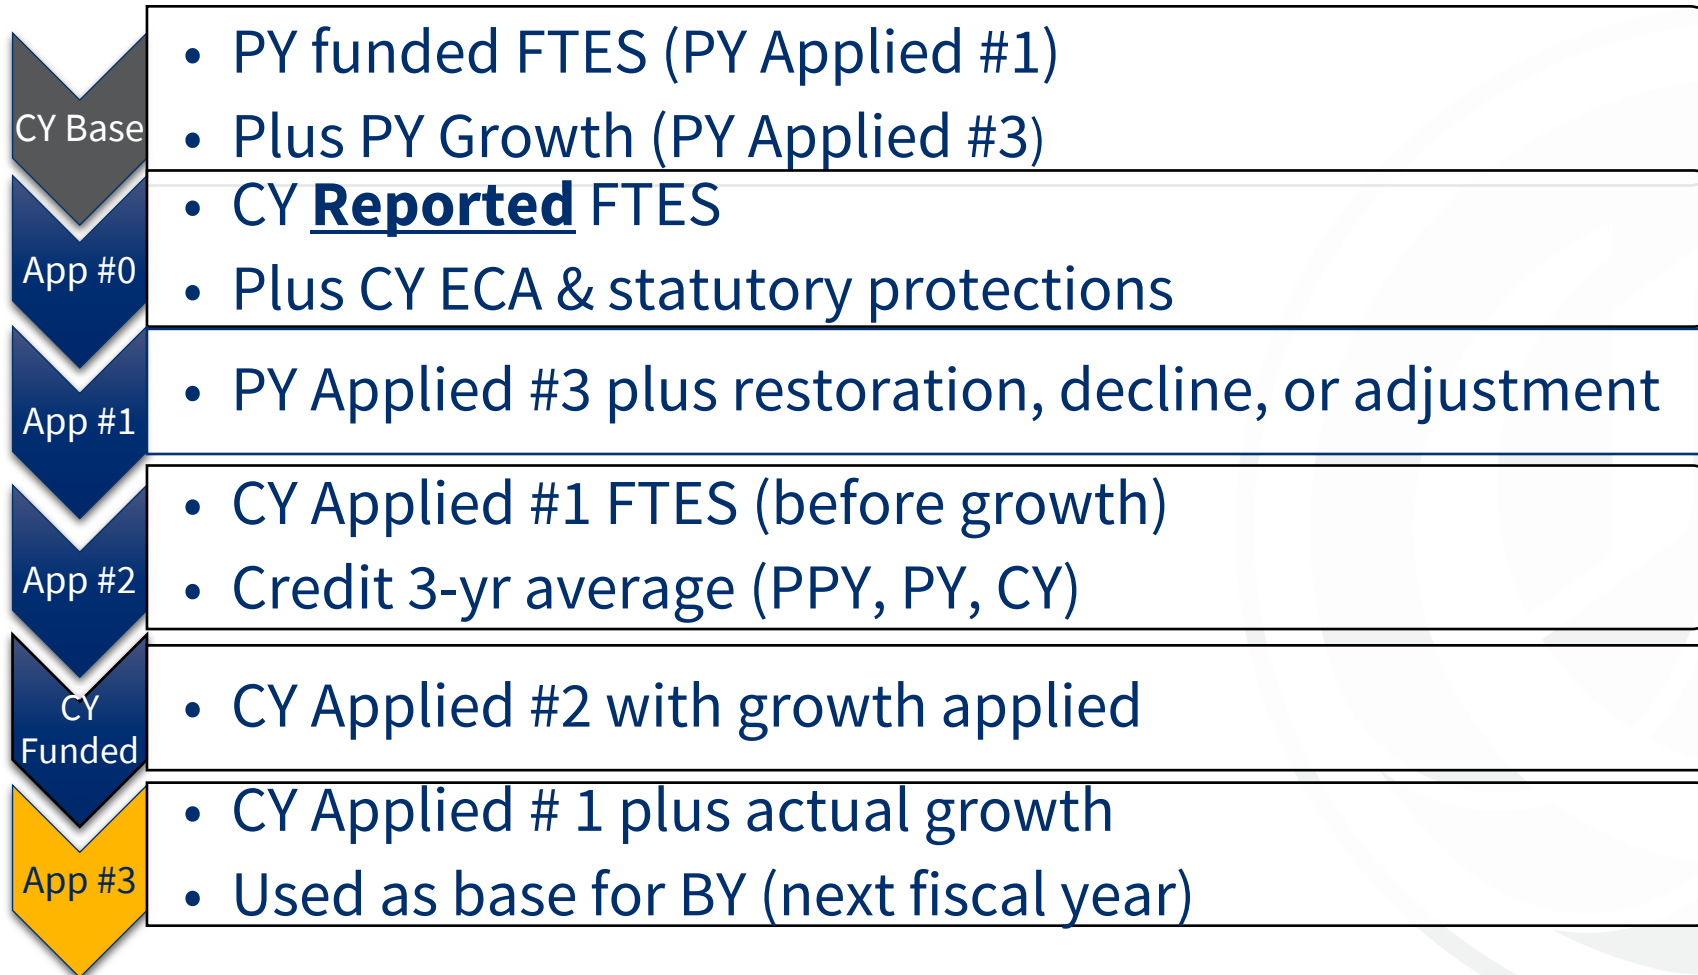 CY Base
• PY funded FTES (PY Applied #1)
• Plus PY Growth (PY Applied #3)
App #0
• CY Reported FTES
• Plus CY ECA & statutory protections
App #1
• PY Applied #3 plus restoration, decline, or adjustment
App #2
• CY Applied #1 FTES (before growth)
• Credit 3-yr average (PPY, PY, CY)
CY
Funded
• CY Applied #2 with growth applied
App #3
• CY Applied # 1 plus actual growth
• Used as base for BY (next fiscal year)